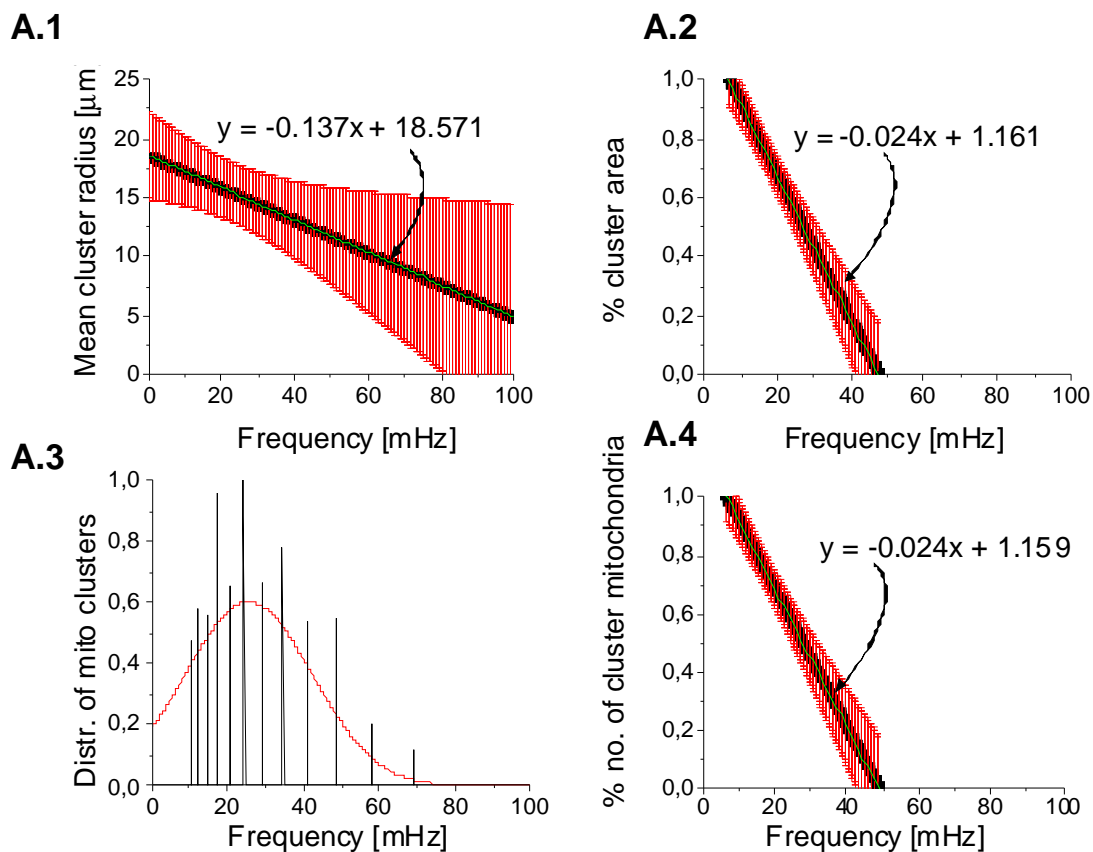 A.1
Mean cluster radius [μm]
25
20
15
10
5
0
y = -0.137x + 18.571
0 20 40 60 80 100
Frequency [mHz]
A.2
% cluster area
1,0
0,8
0,6
0,4
0,2
0,0
y = -0.024x + 1.161
0 20 40 60 80 100
Frequency [mHz]
A.3
Distr. of mito clusters
1,0
0,8
0,6
0,4
0,2
0,0
0 20 40 60 80 100
Frequency [mHz]
A.4
% no. of cluster mitochondria
1,0
0,8
0,6
0,4
0,2
0,0
y = -0.024x + 1.159
0 20 40 60 80 100
Frequency [mHz]